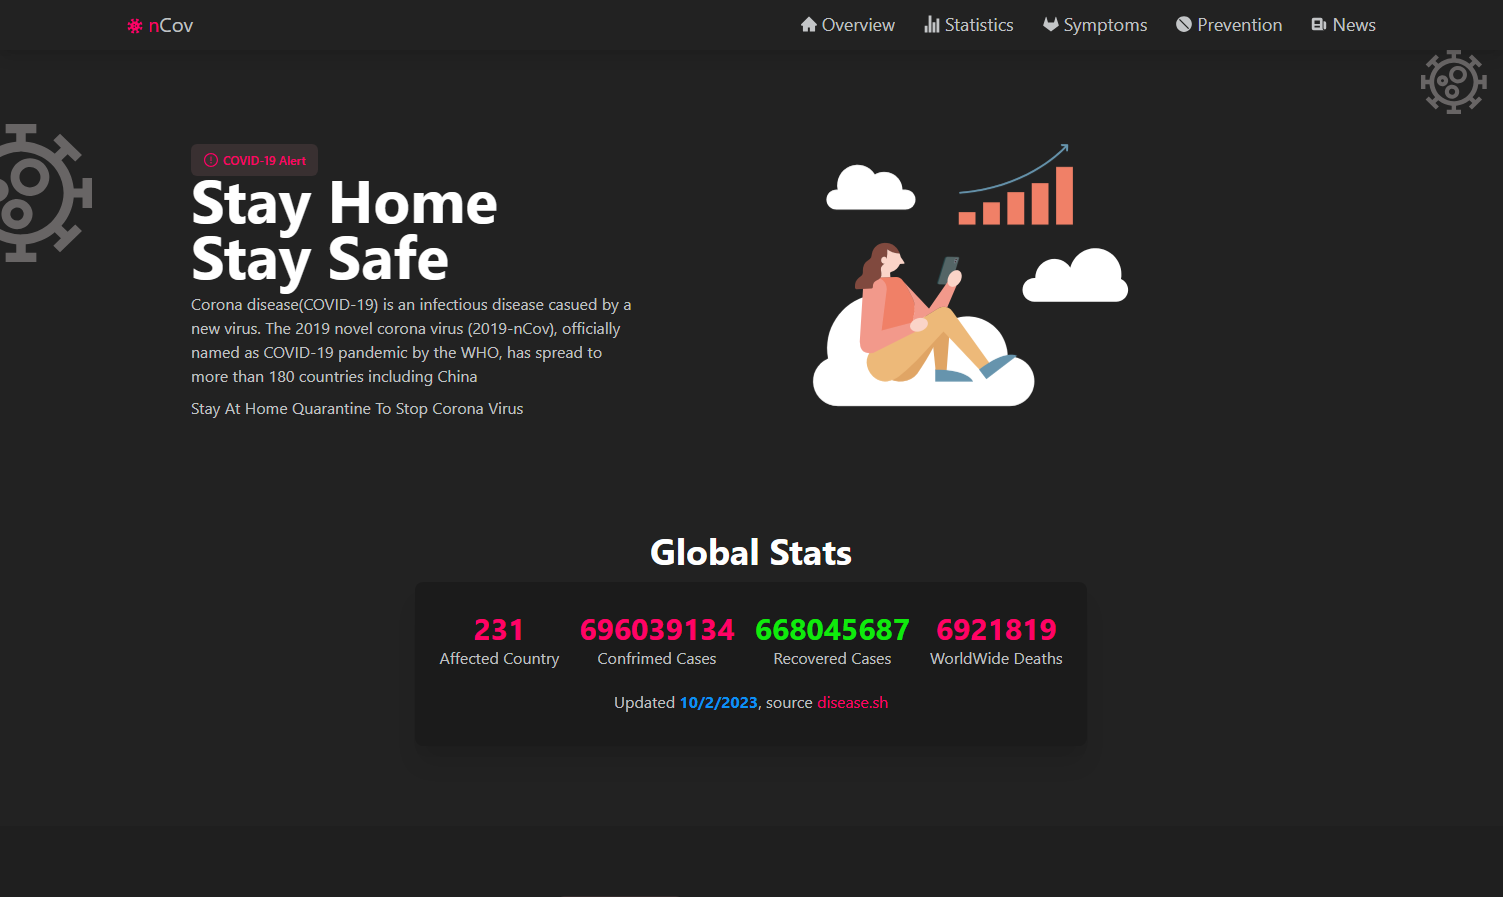 nCov
Overview
Statistics
Symptoms
Prevention
News
COVID-19 Alert
Stay Home
Stay Safe
Corona disease(COVID-19) is an infectious disease casued by a
new virus. The 2019 novel corona virus (2019-nCov), officially
named as COVID-19 pandemic by the WHO, has spread to
more than 180 countries including China
Stay At Home Quarantine To Stop Corona Virus
Global Stats
231
Affected Country
696039134
Confrimed Cases
668045687
Recovered Cases
6921819
WorldWide Deaths
Updated 10/2/2023, source disease.sh